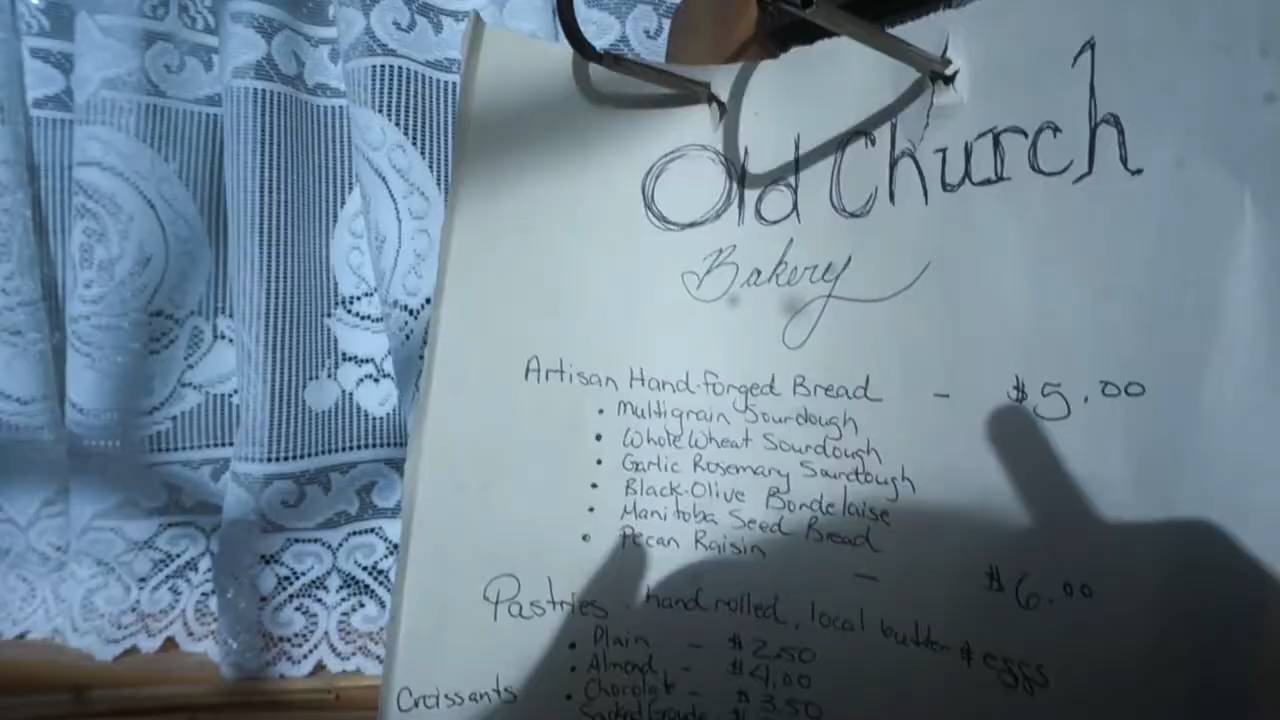 Old Church
Bakery
Artisan Hand-forged Bread - $5.00
• Multigrain Sourdough
• Whole Wheat Sourdough
• Garlic Rosemary Sourdough
• Black-Olive Bordelaise
• Manitoba Seed Bread
• Pecan Raisin - $6.00
Pastries - hand rolled, local butter & eggs
• Plain - $2.50
• Almond - $4.00
Croissants • Chocolate - $3.50